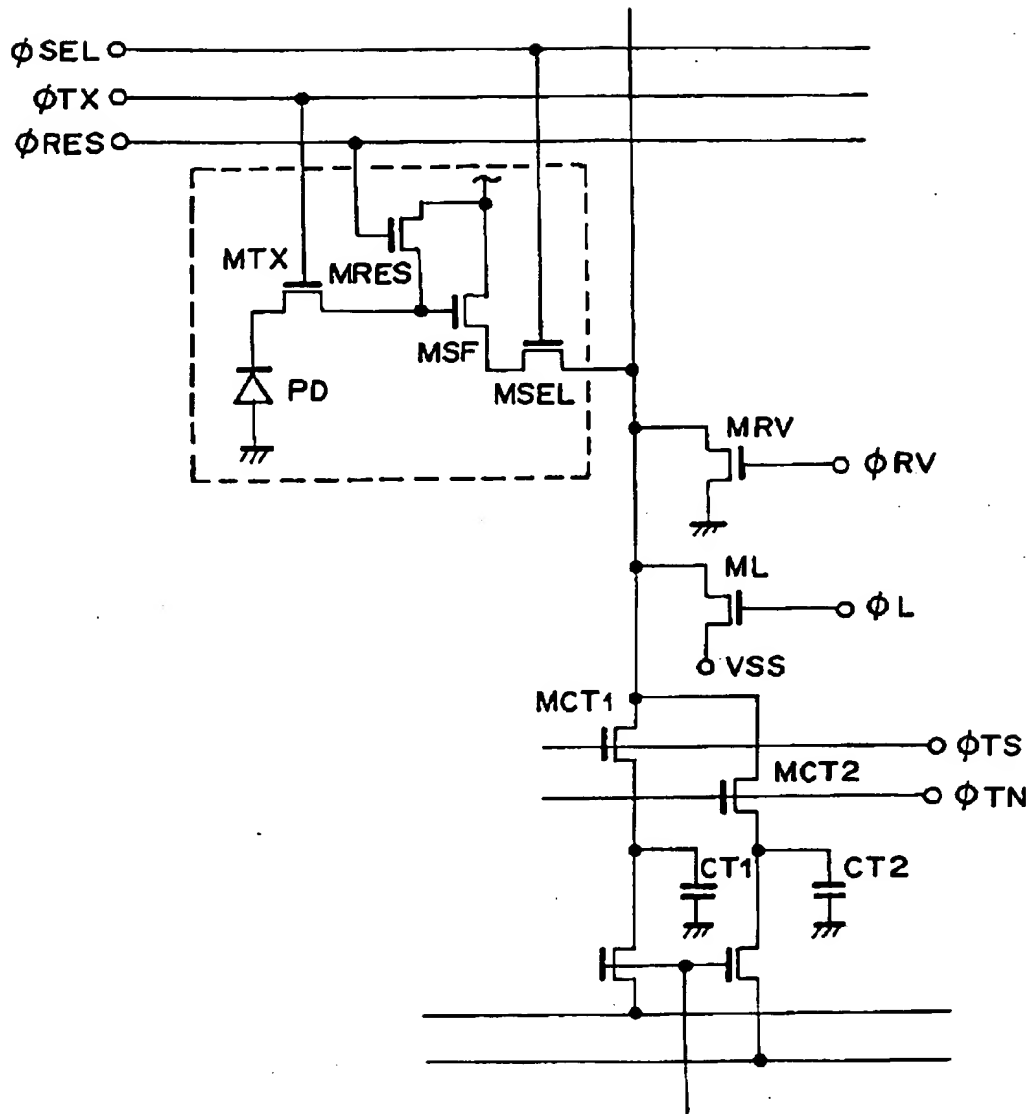 ϕSEL
ϕTX
ϕRES
MTX
MRES
MSF
MSEL
PD
MRV
ϕRV
ML
ϕL
VSS
MCT1
ϕTS
MCT2
ϕTN
CT1
CT2